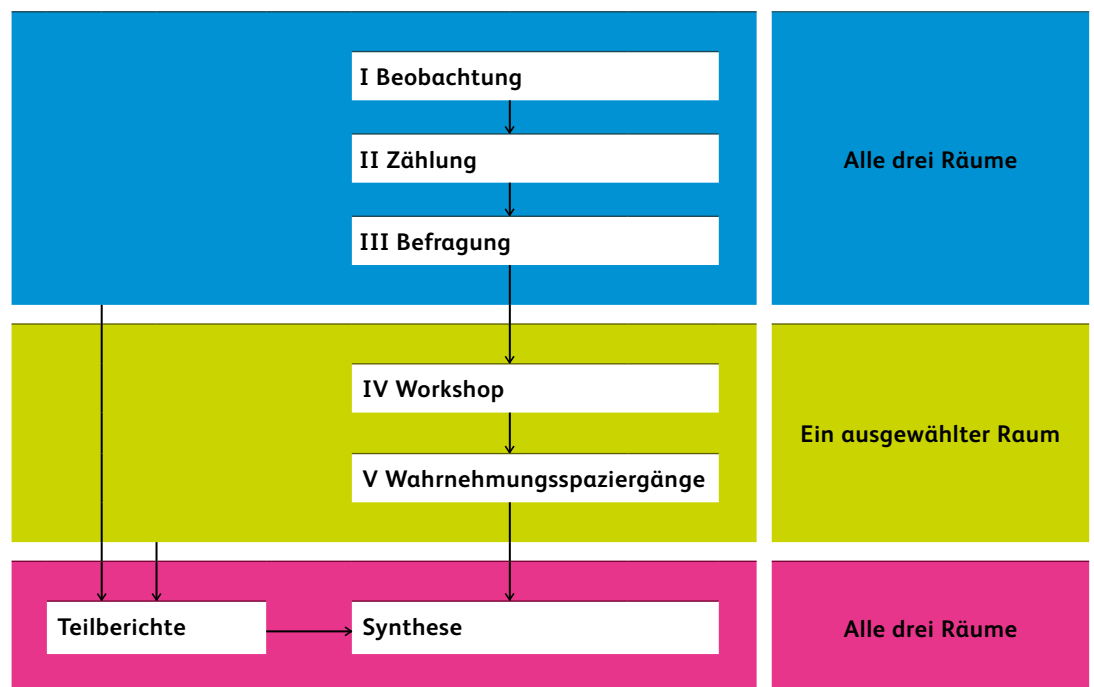 I Beobachtung
II Zählung
Alle drei Räume
III Befragung
IV Workshop
Ein ausgewählter Raum
V Wahrnehmungsspaziergänge
Teilberichte
Synthese
Alle drei Räume